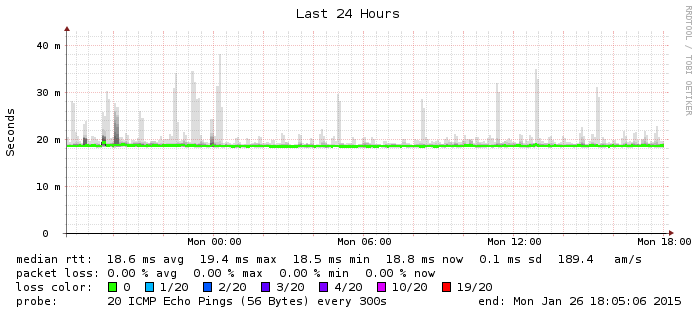 Last 24 Hours
RRDTOOL / TOBI OETIKER
Seconds
40 m
30 m
20 m
10 m
0
Mon 00:00 Mon 06:00 Mon 12:00 Mon 18:00
median rtt: 18.6 ms avg 19.4 ms max 18.5 ms min 18.8 ms now 0.1 ms sd 189.4 am/s
packet loss: 0.00 % avg 0.00 % max 0.00 % min 0.00 % now
loss color: 0 1/20 2/20 3/20 4/20 10/20 19/20
probe: 20 ICMP Echo Pings (56 Bytes) every 300s end: Mon Jan 26 18:05:06 2015